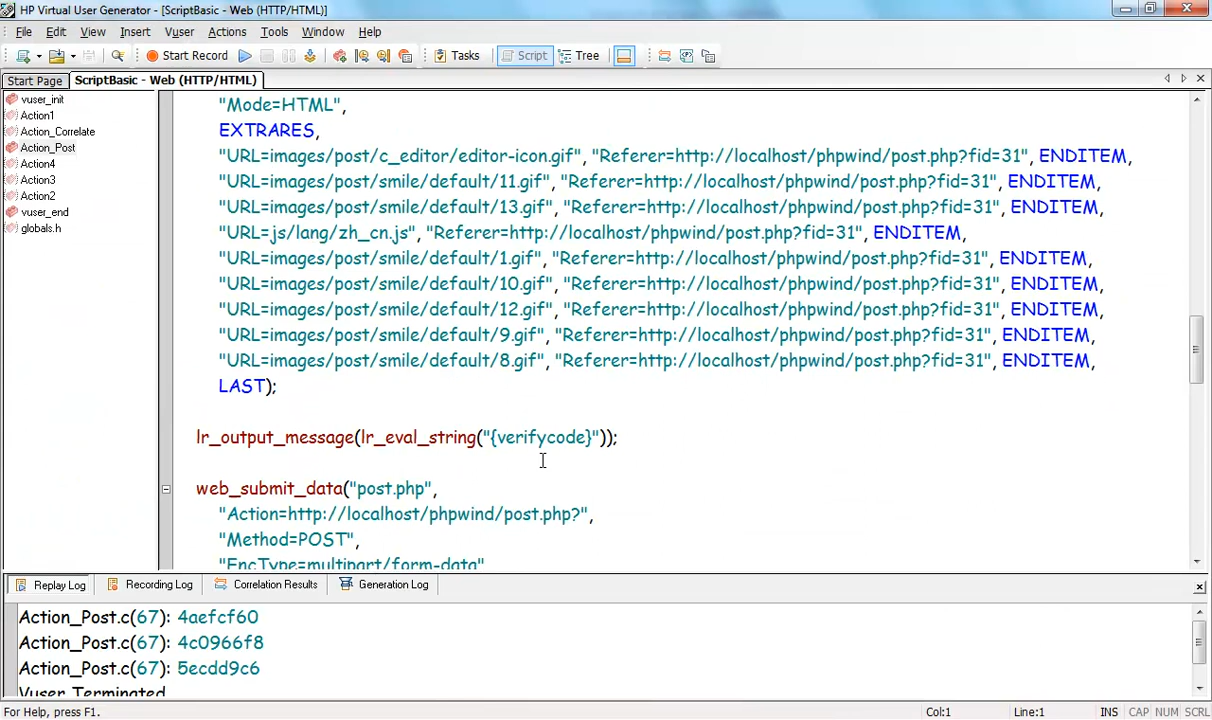 HP Virtual User Generator - [ScriptBasic - Web (HTTP/HTML)]
File Edit View Insert Vuser Actions Tools Window Help
Start Record Tasks Script Tree
Start Page ScriptBasic - Web (HTTP/HTML)
vuser_init
Action1
Action_Correlate
Action_Post
Action4
Action3
Action2
vuser_end
globals.h
"Mode=HTML",
EXTRARES,
"URL=images/post/c_editor/editor-icon.gif", "Referer=http://localhost/phpwind/post.php?fid=31", ENDITEM,
"URL=images/post/smile/default/11.gif", "Referer=http://localhost/phpwind/post.php?fid=31", ENDITEM,
"URL=images/post/smile/default/13.gif", "Referer=http://localhost/phpwind/post.php?fid=31", ENDITEM,
"URL=js/lang/zh_cn.js", "Referer=http://localhost/phpwind/post.php?fid=31", ENDITEM,
"URL=images/post/smile/default/1.gif", "Referer=http://localhost/phpwind/post.php?fid=31", ENDITEM,
"URL=images/post/smile/default/10.gif", "Referer=http://localhost/phpwind/post.php?fid=31", ENDITEM,
"URL=images/post/smile/default/12.gif", "Referer=http://localhost/phpwind/post.php?fid=31", ENDITEM,
"URL=images/post/smile/default/9.gif", "Referer=http://localhost/phpwind/post.php?fid=31", ENDITEM,
"URL=images/post/smile/default/8.gif", "Referer=http://localhost/phpwind/post.php?fid=31", ENDITEM,
LAST);
lr_output_message(lr_eval_string("{verifycode}"));
web_submit_data("post.php",
"Action=http://localhost/phpwind/post.php?",
"Method=POST",
"EncType=multipart/form-data"
Replay Log Recording Log Correlation Results Generation Log
Action_Post.c(67): 4aefcf60
Action_Post.c(67): 4c0966f8
Action_Post.c(67): 5ecdd9c6
Vuser Terminated
For Help, press F1. Col:1 Line:1 INS CAP NUM SCRL